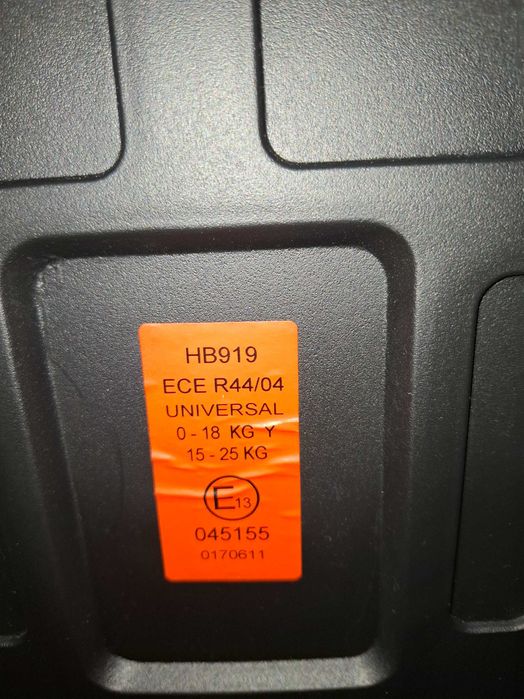 HB919
ECE R44/04
UNIVERSAL
0-18 KG Y
15-25 KG
E13
045155
0170611